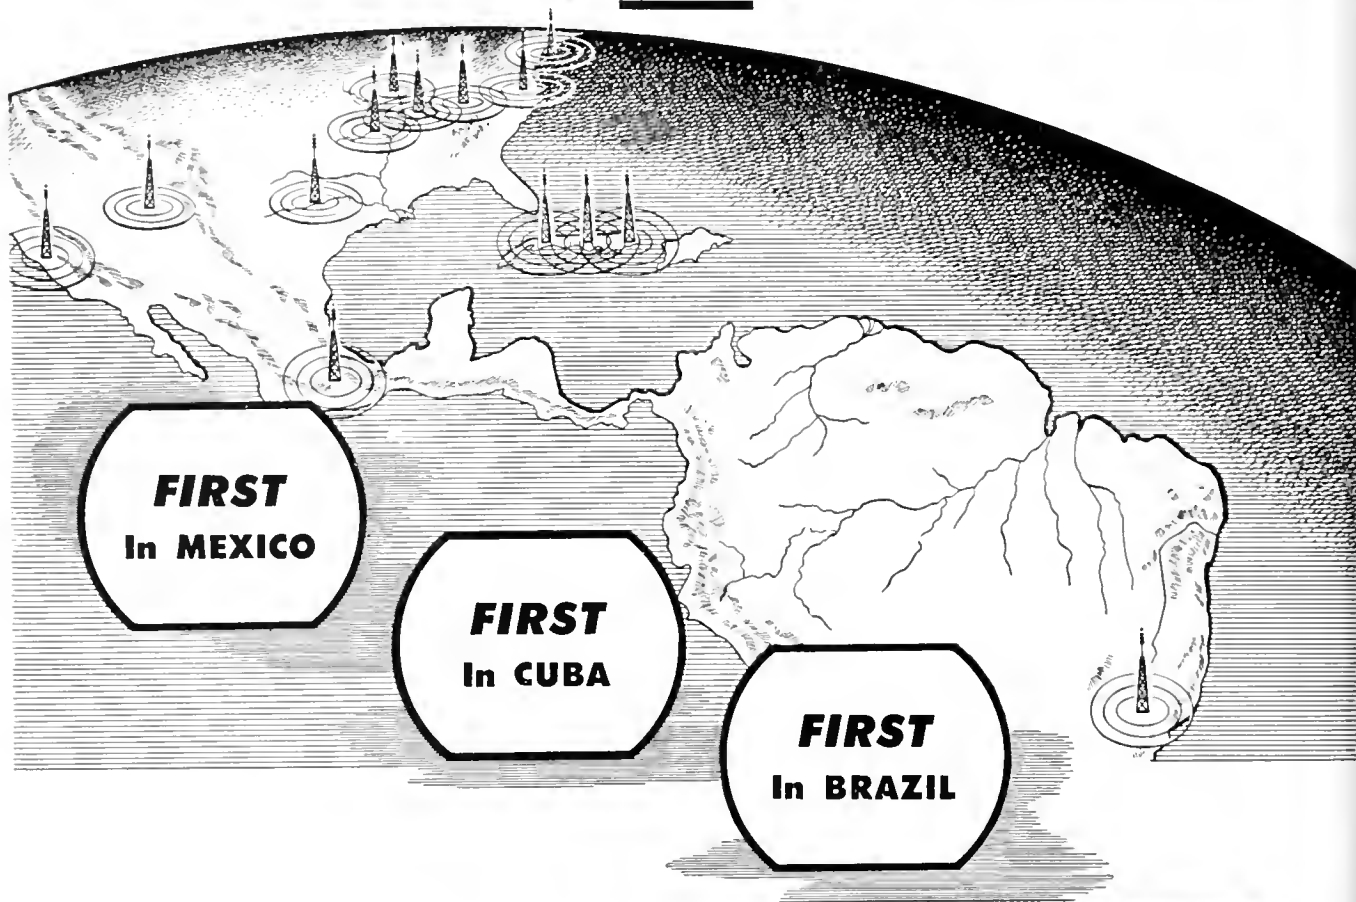 FIRST
In MEXICO
FIRST
In CUBA
FIRST
In BRAZIL